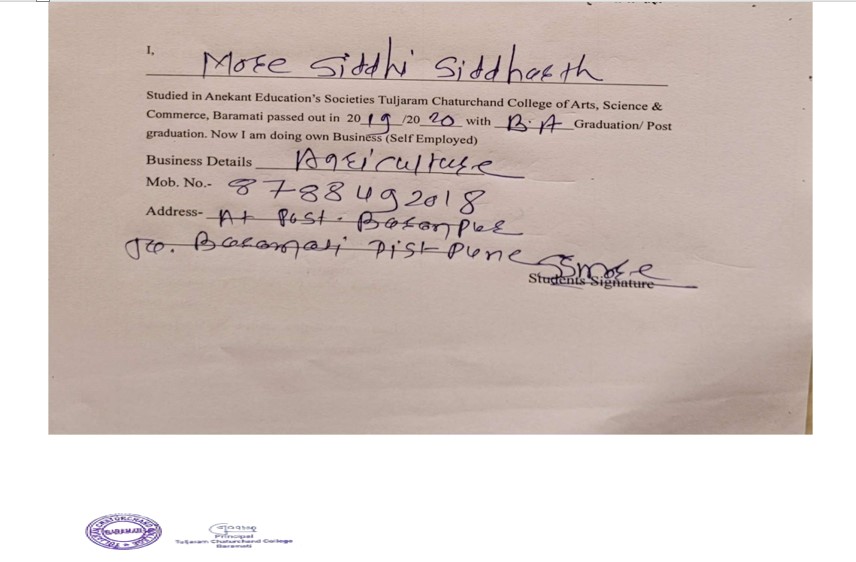 I, More Siddhi Siddharth
Studied in Anekant Education's Societies Tuljaram Chaturchand College of Arts, Science &
Commerce, Baramati passed out in 2019/2020 with B.A Graduation/ Post
graduation. Now I am doing own Business (Self Employed)
Business Details Agriculture
Mob. No.- 8788492018
Address- At Post.
Baramati Dist Pune SSmore
Students Signature
BARAMATI
Principal
Tuljaram Chaturchand College
Baramati